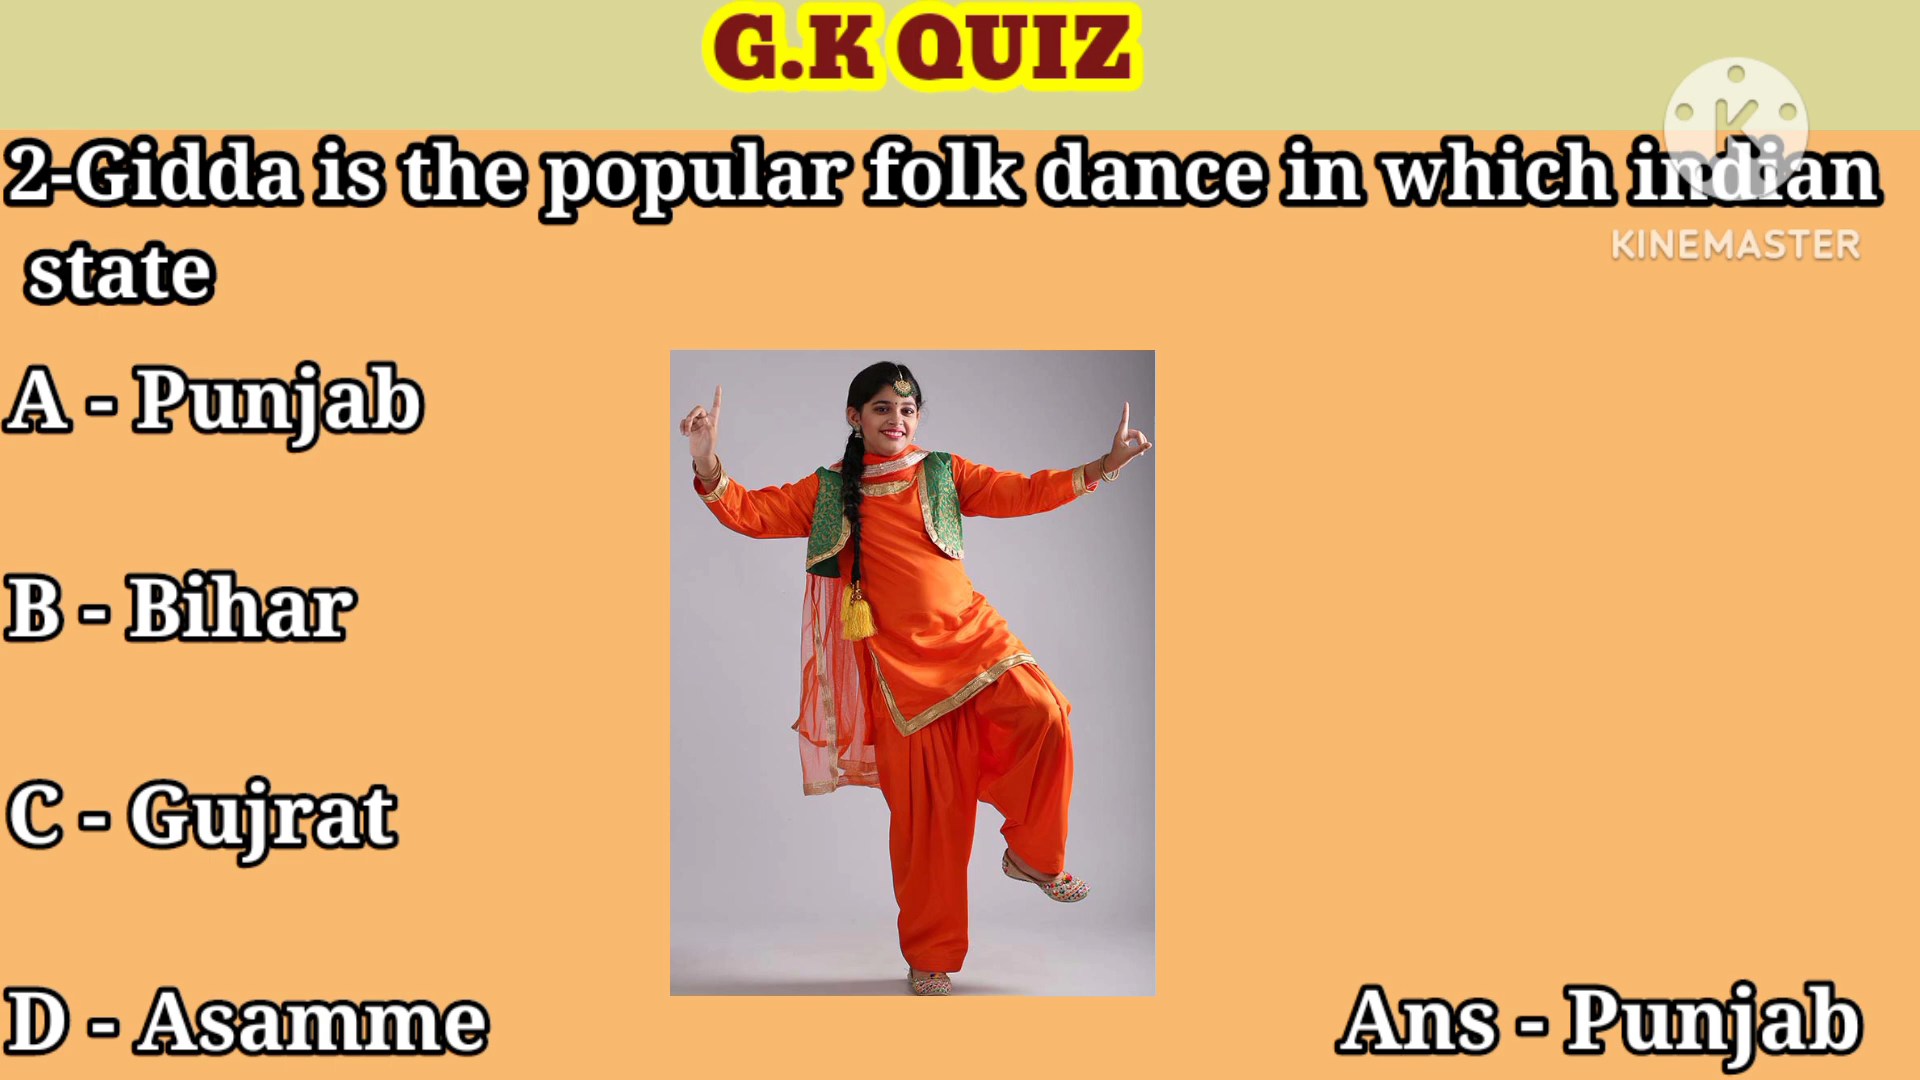 G.K QUIZ
2-Gidda is the popular folk dance in which indian
state
KINEMASTER
A - Punjab
B - Bihar
C - Gujrat
D - Asamme
Ans - Punjab